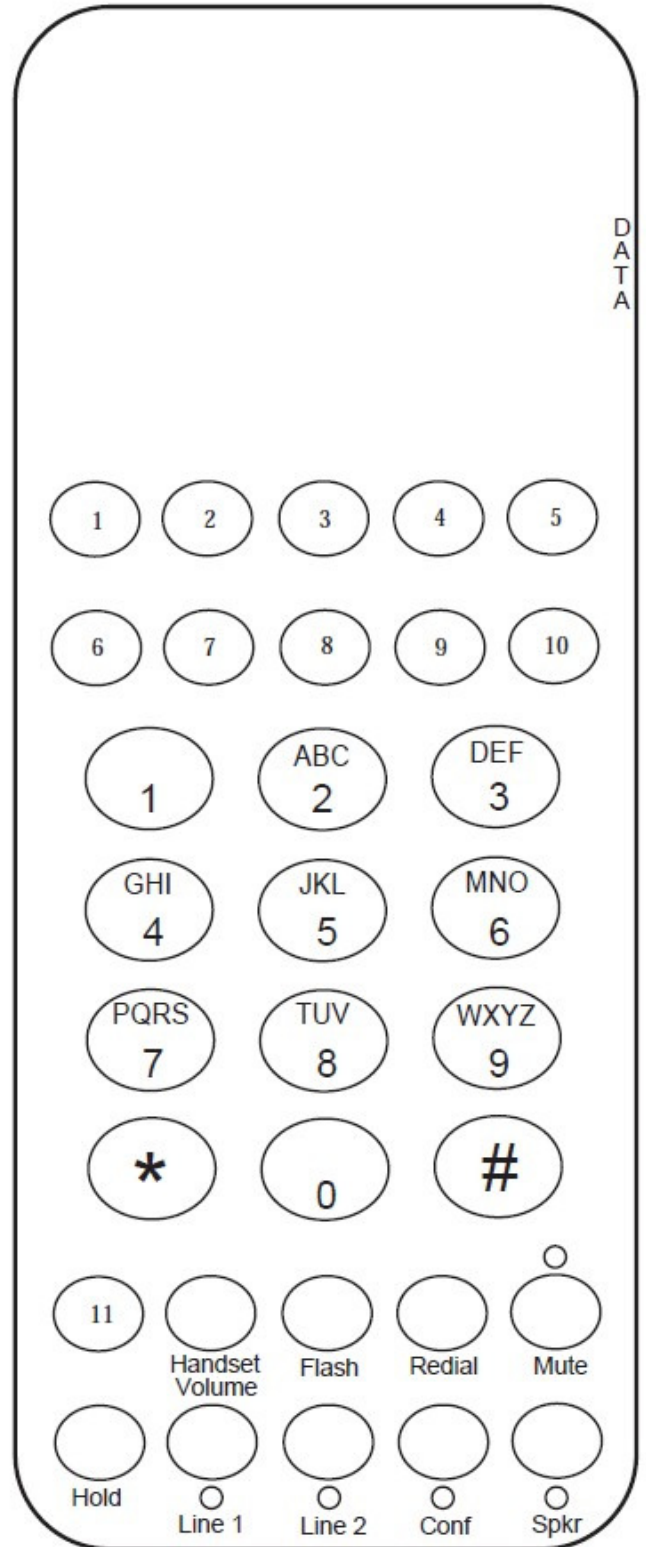 D
A
T
A
1 2 3 4 5
6 7 8 9 10
ABC DEF
1 2 3
GHI JKL MNO
4 5 6
PQRS TUV WXYZ
7 8 9
* 0 #
11
Handset Flash Redial Mute
Volume
Hold
Line 1 Line 2 Conf Spkr